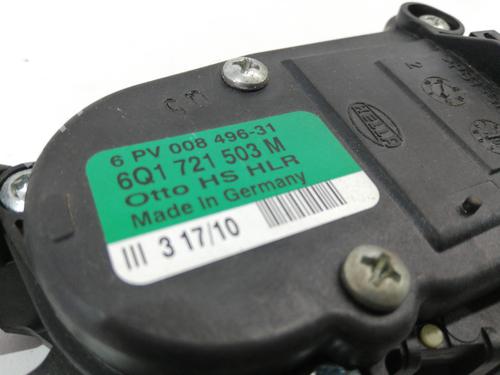 6 PV 008 496-31
6Q1 721 503 M
Otto HS HLR
Made In Germany
III 3 17/10
HELLA